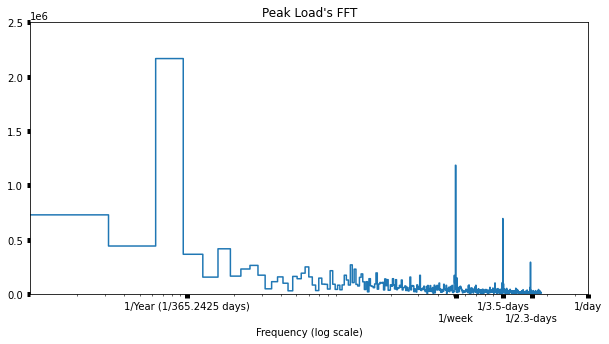 Peak Load's FFT
1e6
2.5
2.0
1.5
1.0
0.5
0.0
1/Year (1/365.2425 days)
1/3.5-days
1/day
1/week
1/2.3-days
Frequency (log scale)